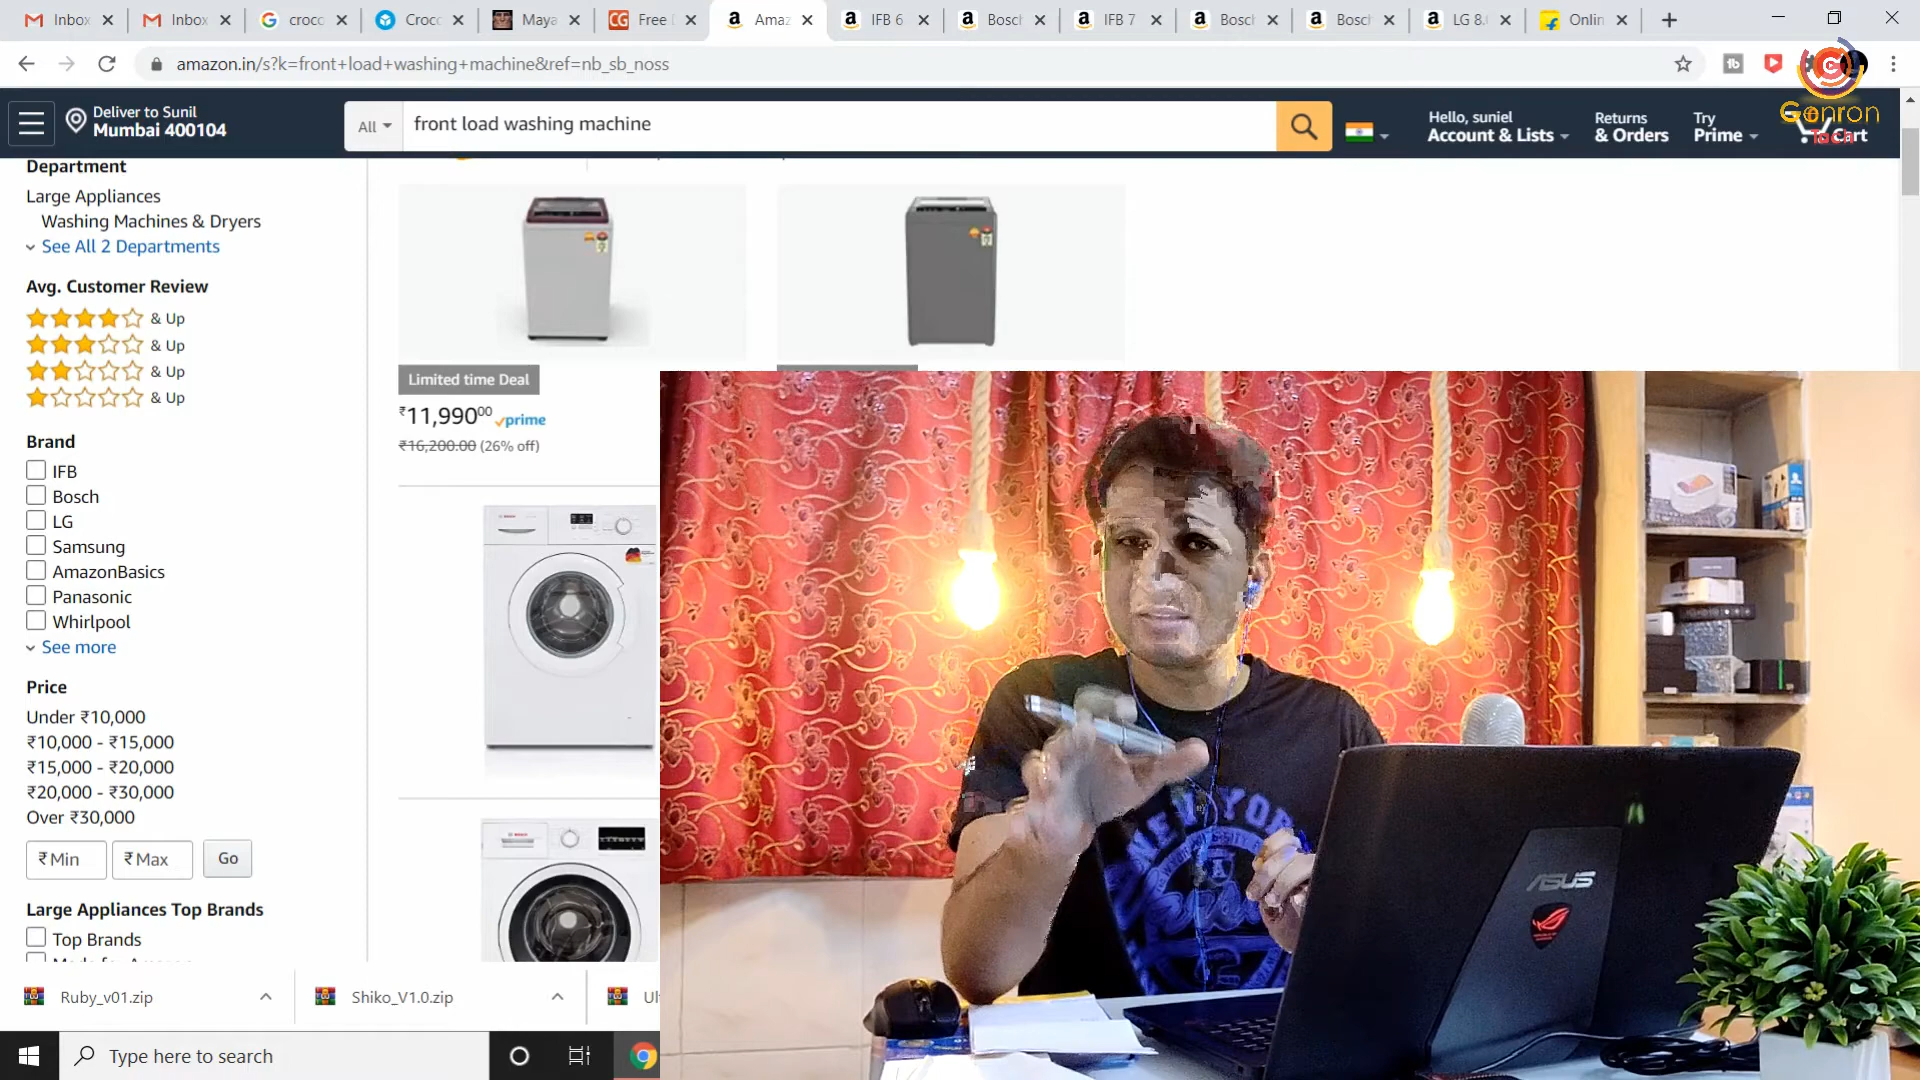 Inbox
Inbox
croco
Croc
Maya
Free
Amaz
IFB 6
Bosch
IFB 7
Bosch
Bosch
LG 8.
Onlin
amazon.in/s?k=front+load+washing+machine&ref=nb_sb_noss
Deliver to Sunil
Mumbai 400104
All
front load washing machine
Hello, suniel
Account & Lists
Returns
& Orders
Try
Prime
Cart
Genron
Tech
Department
Large Appliances
Washing Machines & Dryers
See All 2 Departments
Avg. Customer Review
& Up
& Up
& Up
& Up
Brand
IFB
Bosch
LG
Samsung
AmazonBasics
Panasonic
Whirlpool
See more
Price
Under ₹10,000
₹10,000 - ₹15,000
₹15,000 - ₹20,000
₹20,000 - ₹30,000
Over ₹30,000
₹ Min
₹ Max
Go
Large Appliances Top Brands
Top Brands
Limited time Deal
₹11,990⁰⁰ prime
₹16,200.00 (26% off)
NEW YORK
ASUS
Ruby_v01.zip
Shiko_V1.0.zip
Ul
Type here to search